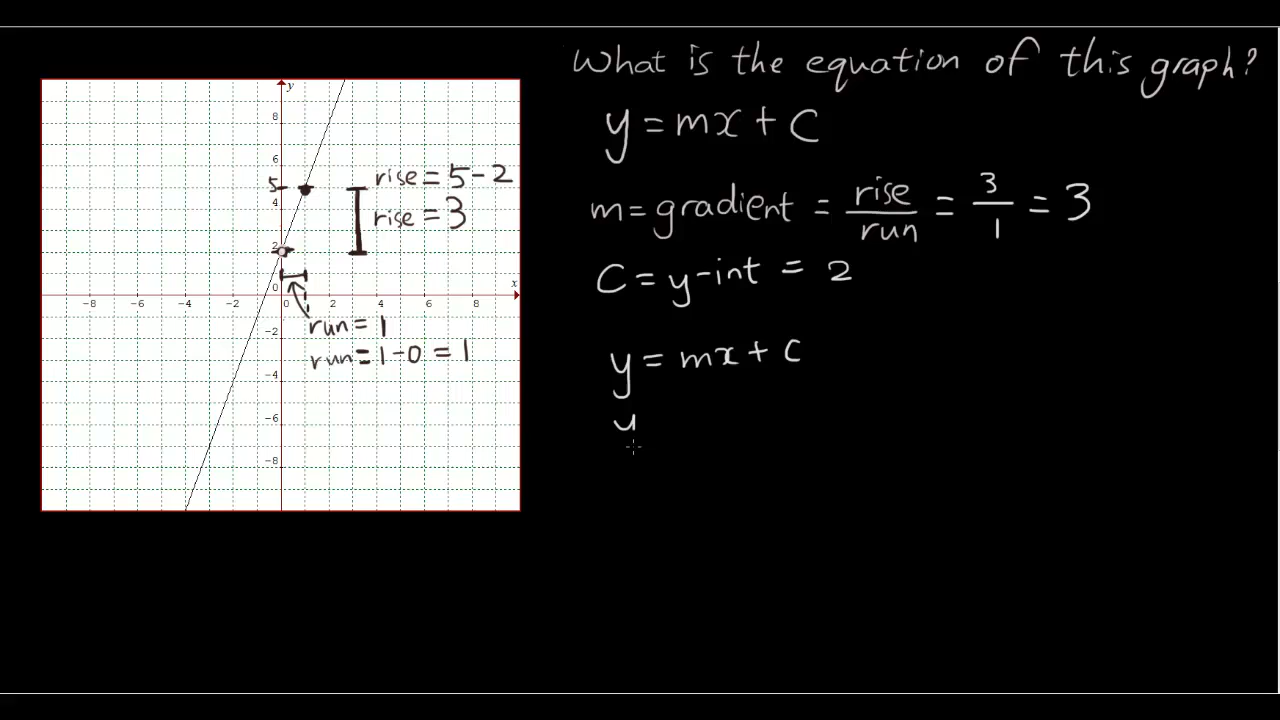 What is the equation of this graph?
y = mx + C
m = gradient = rise/run = 3/1 = 3
C = y-int = 2
y = mx + C
y
y
8
6
5
4
2
0
-2
-4
-6
-8
-8 -6 -4 -2 0 2 4 6 8
x
rise = 5 - 2
rise = 3
run = 1
run = 1 - 0 = 1